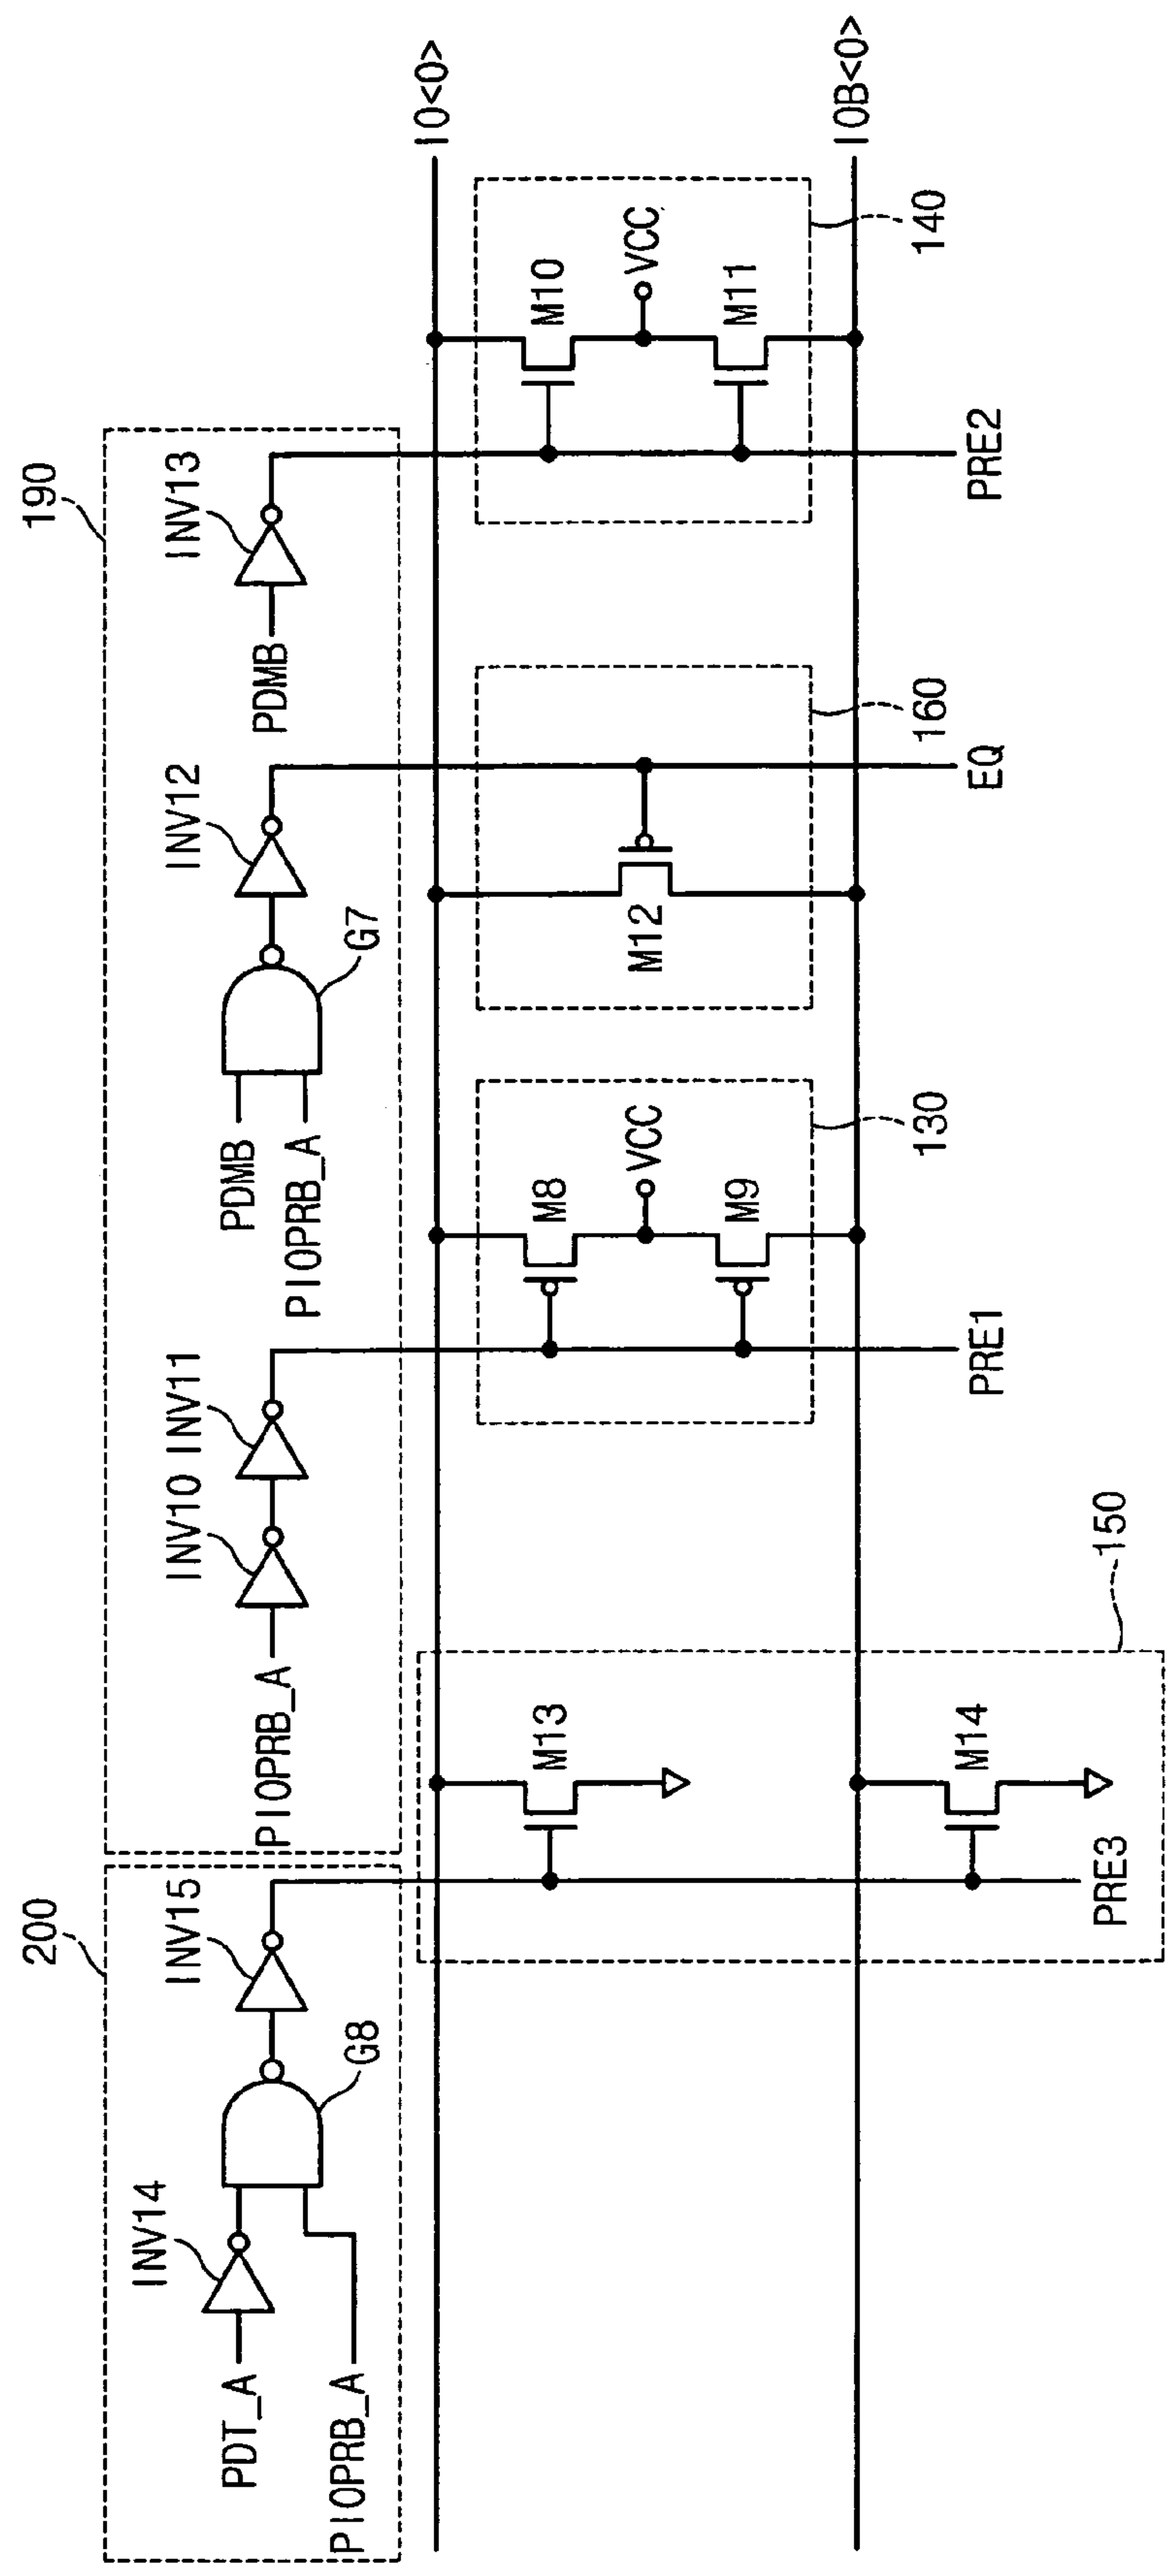 200
190
INV14
PDT_A
PIOPRB_A
G8
INV15
PIOPRB_A
INV10
INV11
PDMB
PIOPRB_A
G7
INV12
PDMB
INV13
IO<0>
M13
M8
VCC
M9
130
M12
160
M10
VCC
M11
140
IOB<0>
M14
PRE3
150
PRE1
EQ
PRE2